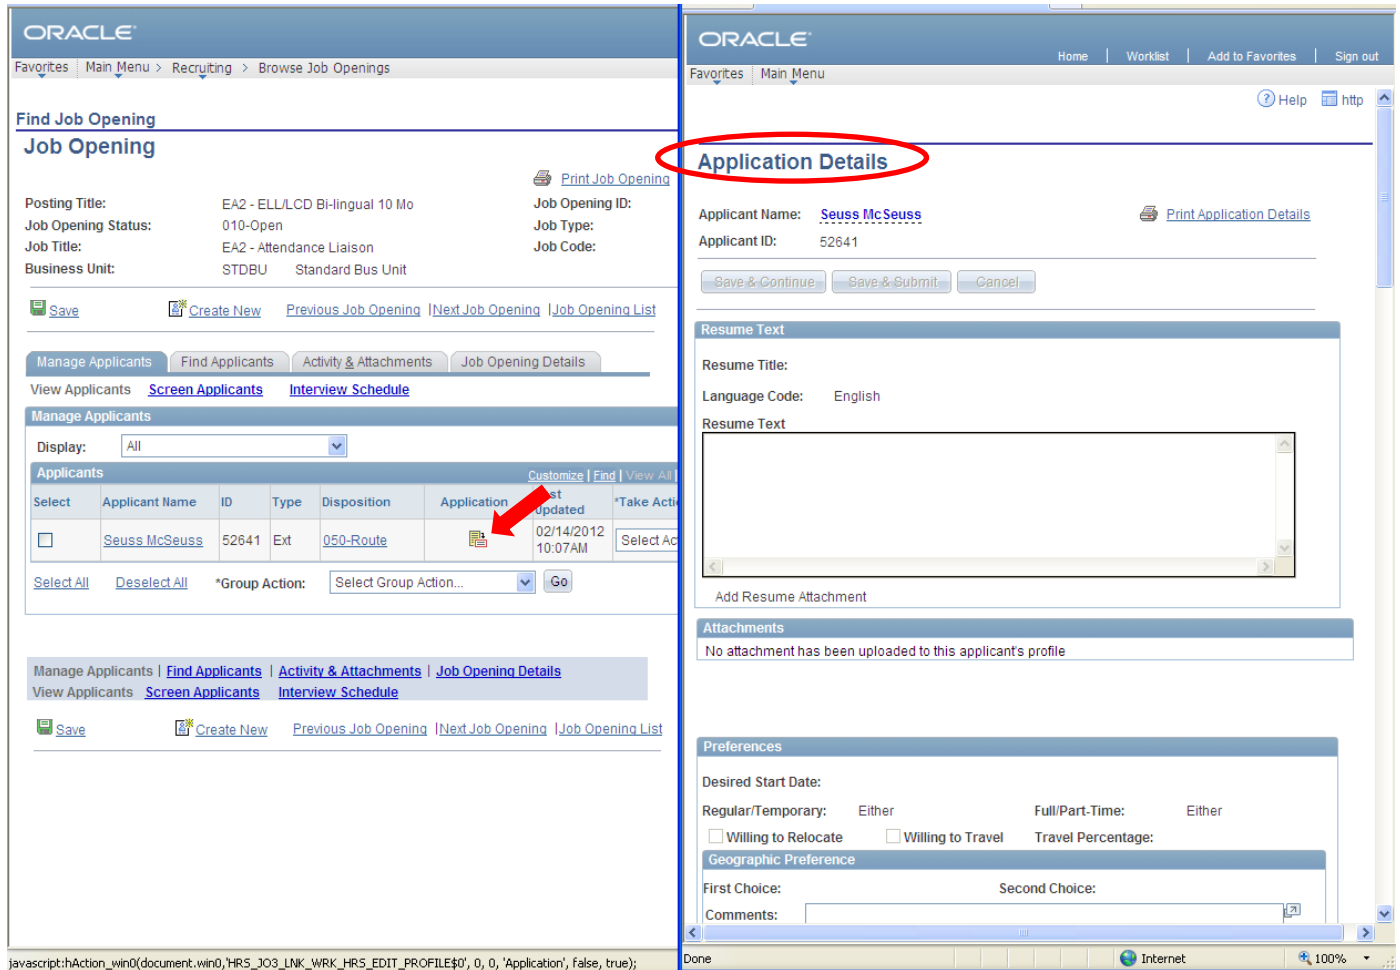 ORACLE
Favorites Main Menu > Recruiting > Browse Job Openings
Find Job Opening
Job Opening
Print Job Opening
Posting Title: EA2 - ELL/LCD Bi-lingual 10 Mo Job Opening ID:
Job Opening Status: 010-Open Job Type:
Job Title: EA2 - Attendance Liaison Job Code:
Business Unit: STDBU Standard Bus Unit
Save Create New Previous Job Opening | Next Job Opening | Job Opening List
Manage Applicants Find Applicants Activity & Attachments Job Opening Details
View Applicants Screen Applicants Interview Schedule
Manage Applicants
Display: All
Applicants Customize | Find | View All |
Select Applicant Name ID Type Disposition Application Updated *Take Acti
Seuss McSeuss 52641 Ext 050-Route 02/14/2012 10:07AM Select Ac
Select All Deselect All *Group Action: Select Group Action... Go
Manage Applicants | Find Applicants | Activity & Attachments | Job Opening Details
View Applicants Screen Applicants Interview Schedule
Save Create New Previous Job Opening | Next Job Opening | Job Opening List
javascript:hAction_win0(document.win0,'HRS_JO3_LNK_WRK_HRS_EDIT_PROFILE$0', 0, 0, 'Application', false, true);
ORACLE
Home | Worklist | Add to Favorites | Sign out
Favorites Main Menu
Help http
Application Details
Applicant Name: Seuss McSeuss Print Application Details
Applicant ID: 52641
Save & Continue Save & Submit Cancel
Resume Text
Resume Title:
Language Code: English
Resume Text
Add Resume Attachment
Attachments
No attachment has been uploaded to this applicant's profile
Preferences
Desired Start Date:
Regular/Temporary: Either Full/Part-Time: Either
Willing to Relocate Willing to Travel Travel Percentage:
Geographic Preference
First Choice: Second Choice:
Comments:
Done Internet 100%